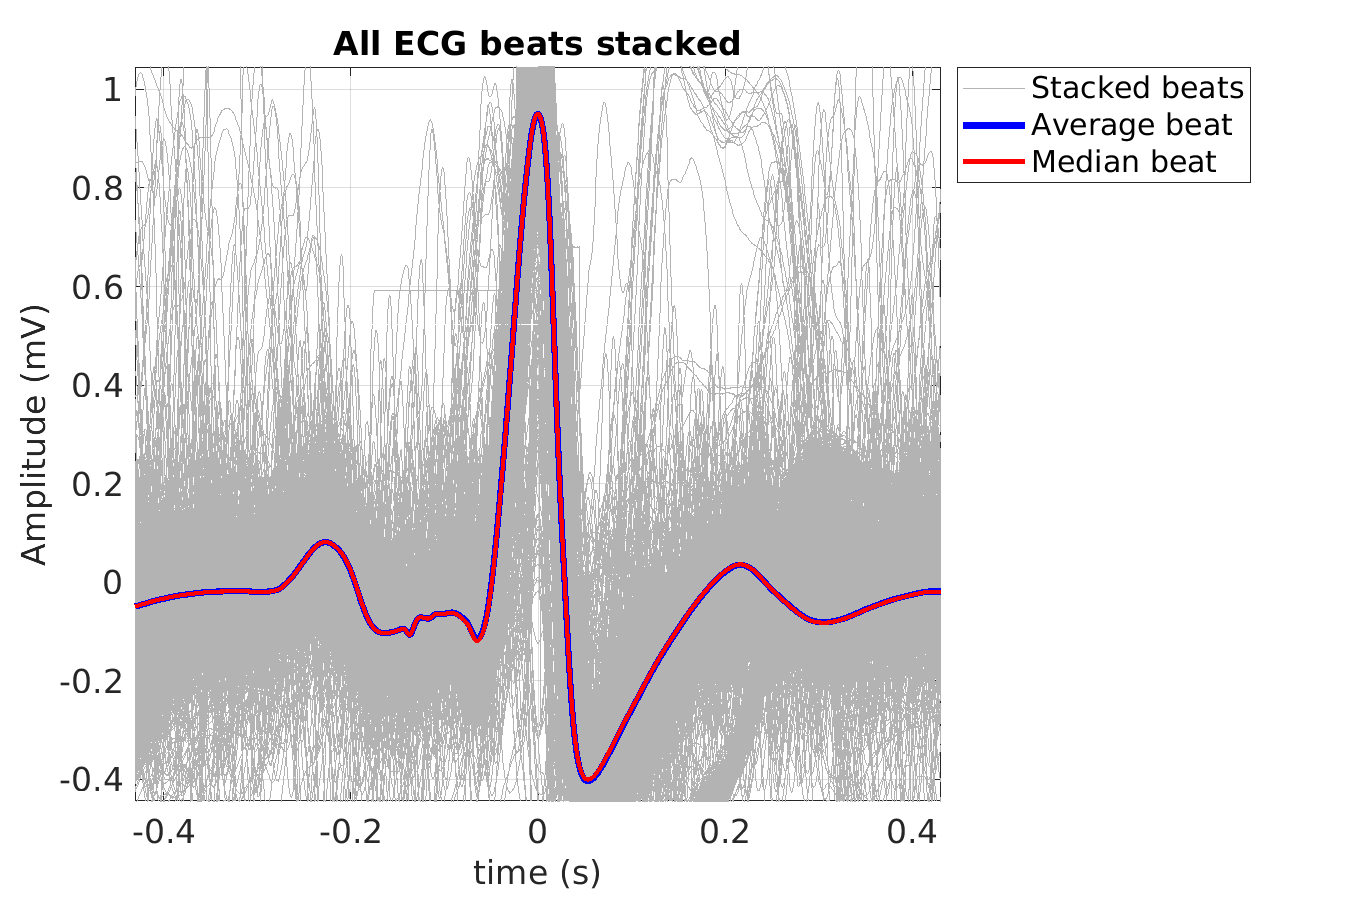 All ECG beats stacked
1
0.8
0.6
0.4
0.2
0
-0.2
-0.4
Amplitude (mV)
-0.4
-0.2
0
0.2
0.4
time (s)
Stacked beats
Average beat
Median beat